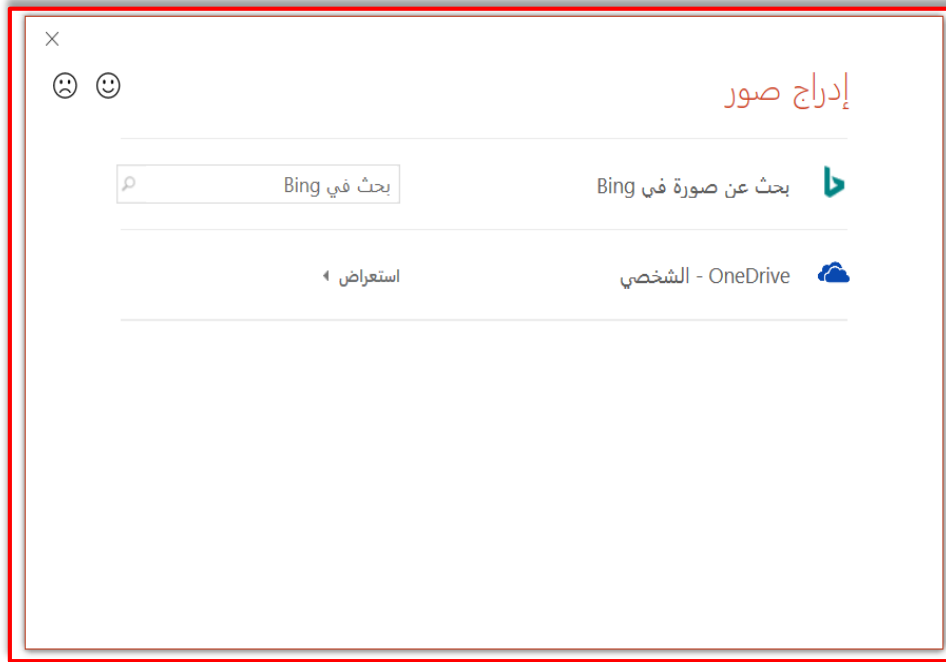 إدراج صور
بحث عن صورة في Bing
بحث في Bing
OneDrive - الشخصي
استعراض